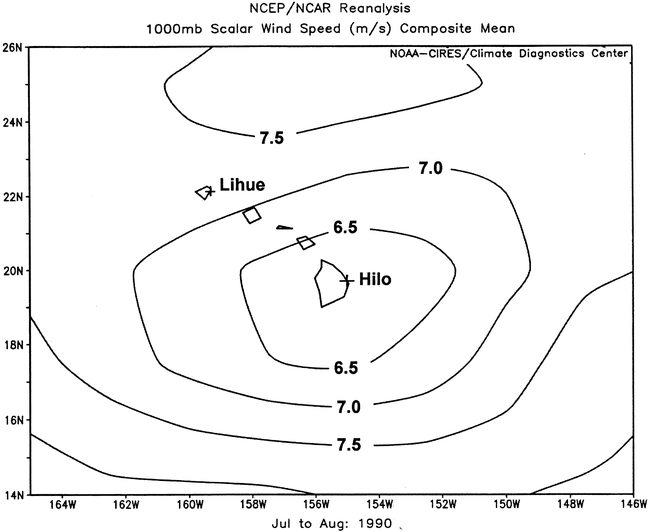 NCEP/NCAR Reanalysis
1000mb Scalar Wind Speed (m/s) Composite Mean
NOAA-CIRES/Climate Diagnostics Center
26N
24N
22N
20N
18N
16N
14N
7.5
7.0
Lihue
6.5
Hilo
6.5
7.0
7.5
164W 162W 160W 158W 156W 154W 152W 150W 148W 146W
Jul to Aug: 1990